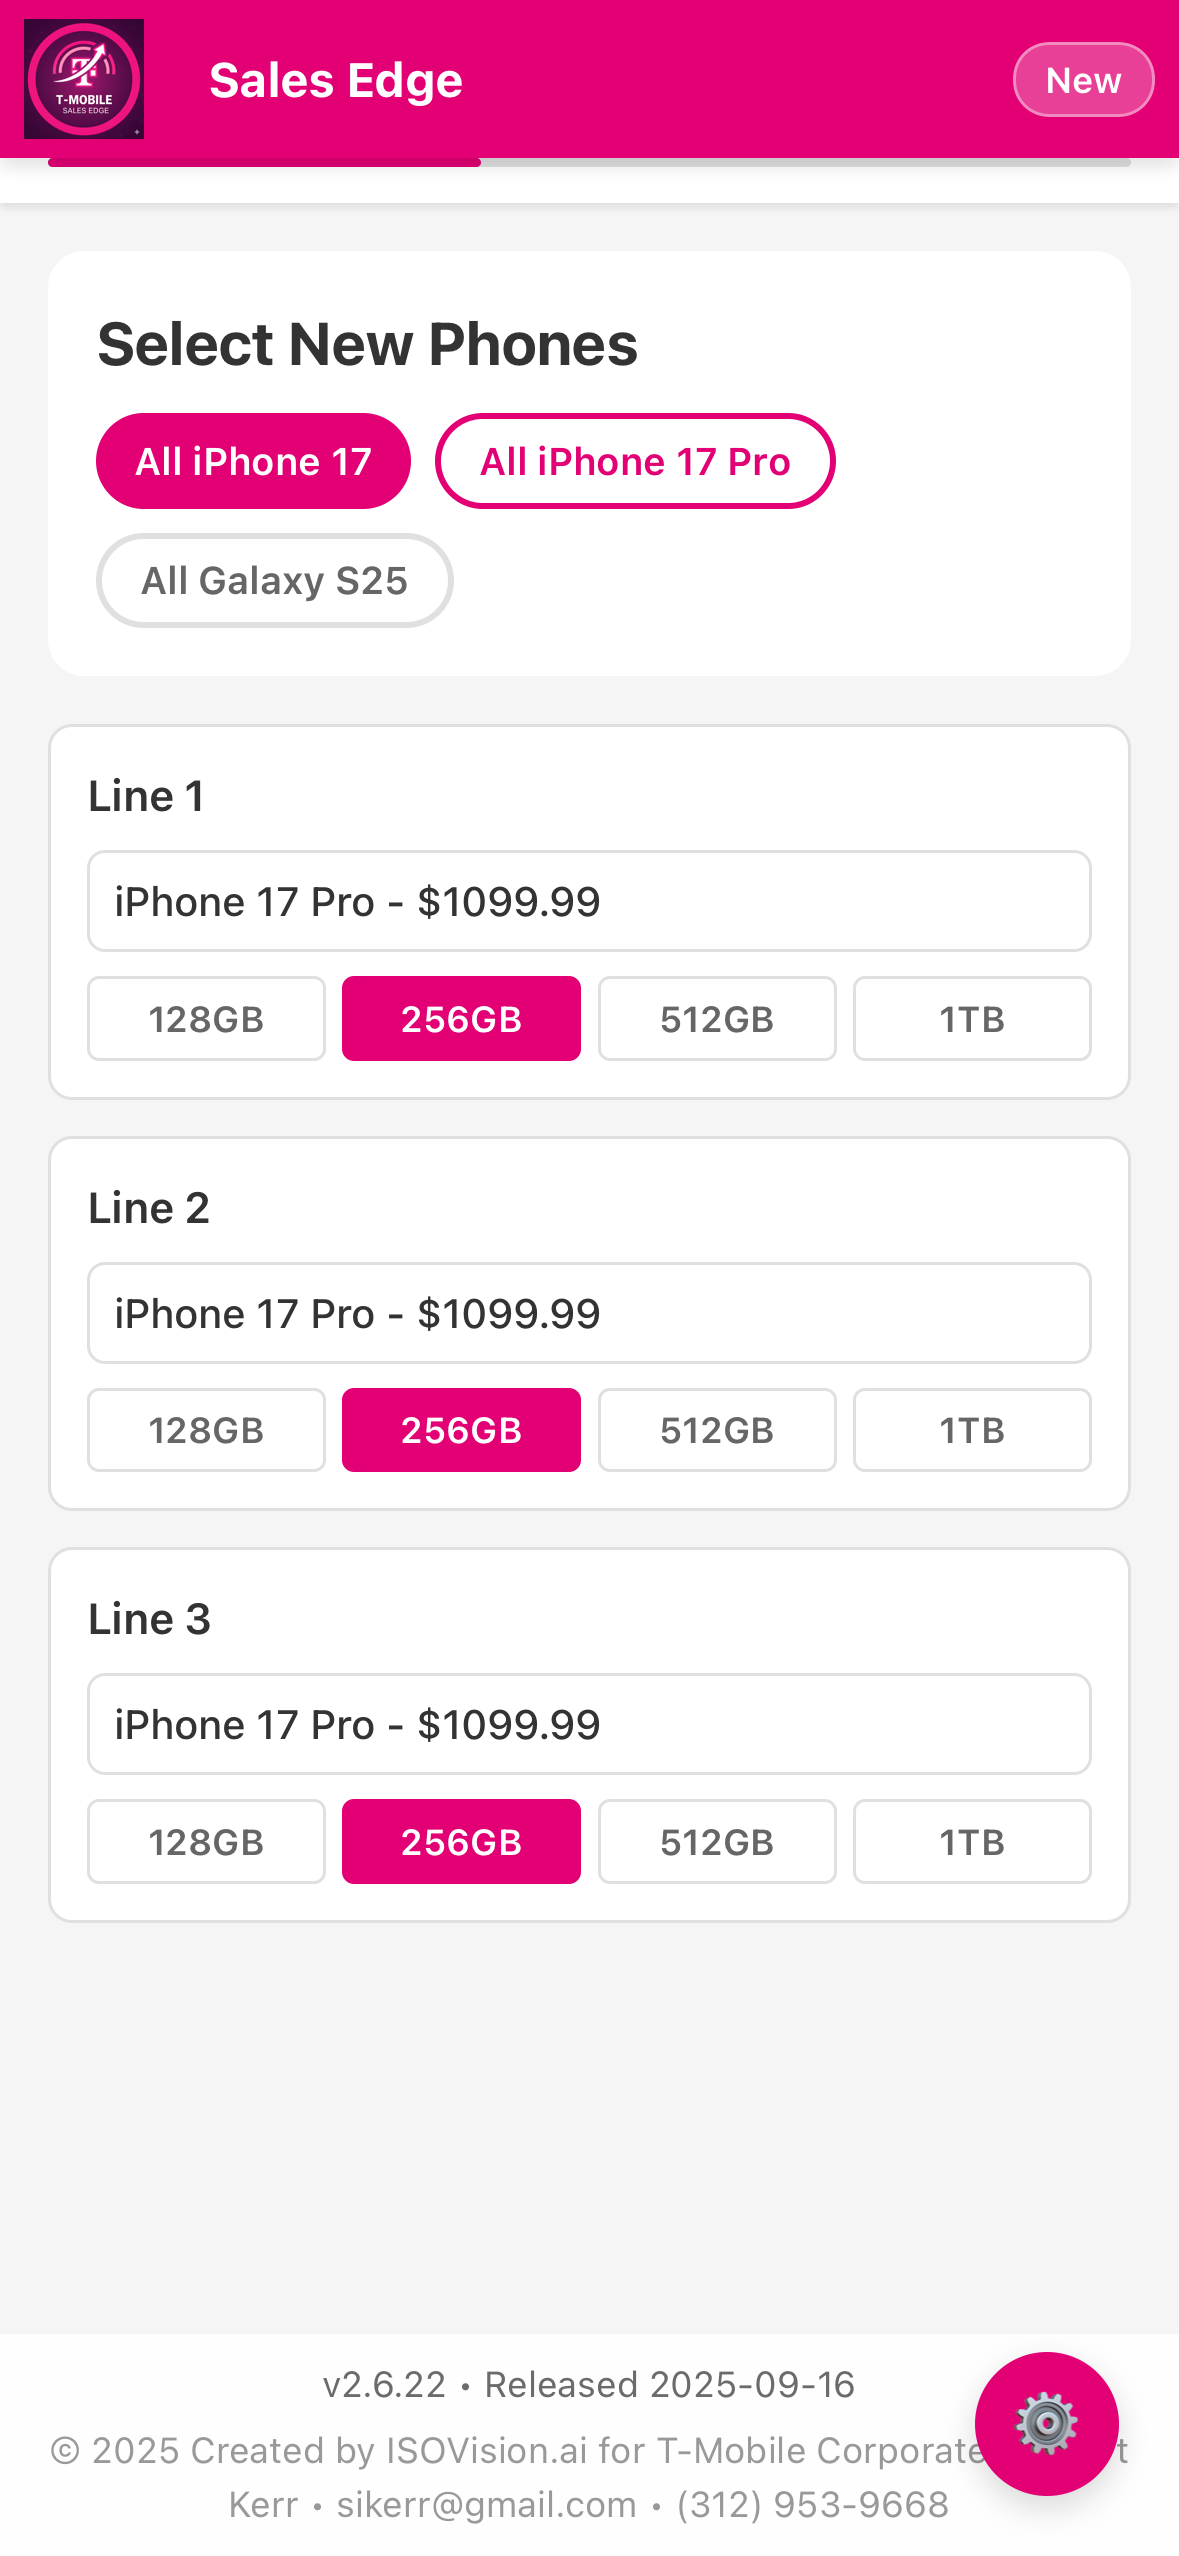 T-MOBILE
SALES EDGE
Sales Edge
New
Select New Phones
All iPhone 17
All iPhone 17 Pro
All Galaxy S25
Line 1
iPhone 17 Pro - $1099.99
128GB
256GB
512GB
1TB
Line 2
iPhone 17 Pro - $1099.99
128GB
256GB
512GB
1TB
Line 3
iPhone 17 Pro - $1099.99
128GB
256GB
512GB
1TB
v2.6.22 • Released 2025-09-16
© 2025 Created by ISOVision.ai for T-Mobile Corporate
Kerr • sikerr@gmail.com • (312) 953-9668